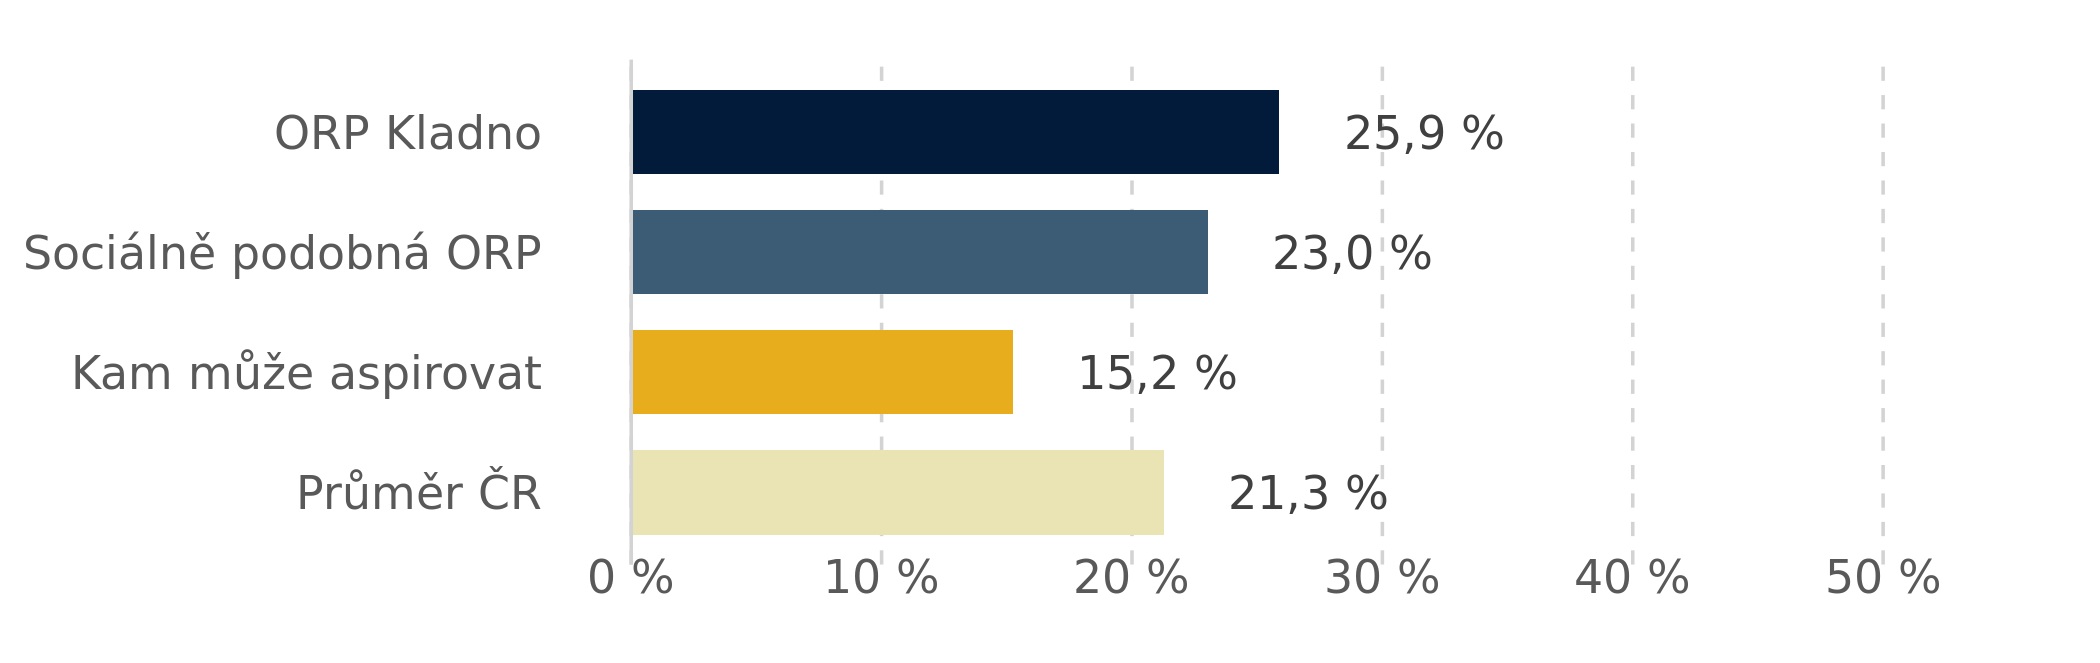 ORP Kladno 25,9 %
Sociálně podobná ORP 23,0 %
Kam může aspirovat 15,2 %
Průměr ČR 21,3 %
0 % 10 % 20 % 30 % 40 % 50 %